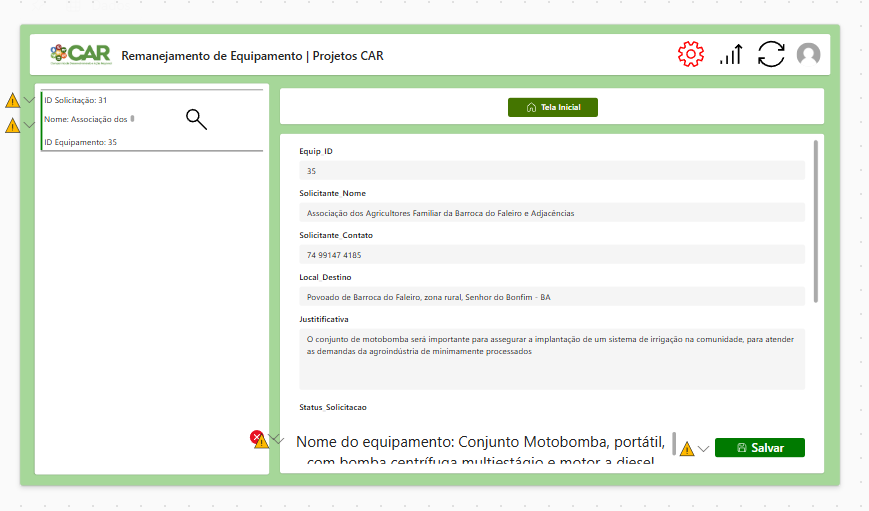 CAR
Remanejamento de Equipamento | Projetos CAR
ID Solicitação: 31
Nome: Associação dos
ID Equipamento: 35
Tela Inicial
Equip_ID
35
Solicitante_Nome
Associação dos Agricultores Familiar da Barroca do Faleiro e Adjacências
Solicitante_Contato
74 99147 4185
Local_Destino
Povoado de Barroca do Faleiro, zona rural, Senhor do Bonfim - BA
Justitificativa
O conjunto de motobomba será importante para assegurar a implantação de um sistema de irrigação na comunidade, para atender
as demandas da agroindústria de minimamente processados
Status_Solicitacao
Nome do equipamento: Conjunto Motobomba, portátil,
com bomba centrífuga multiestágio e motor a diesel
Salvar